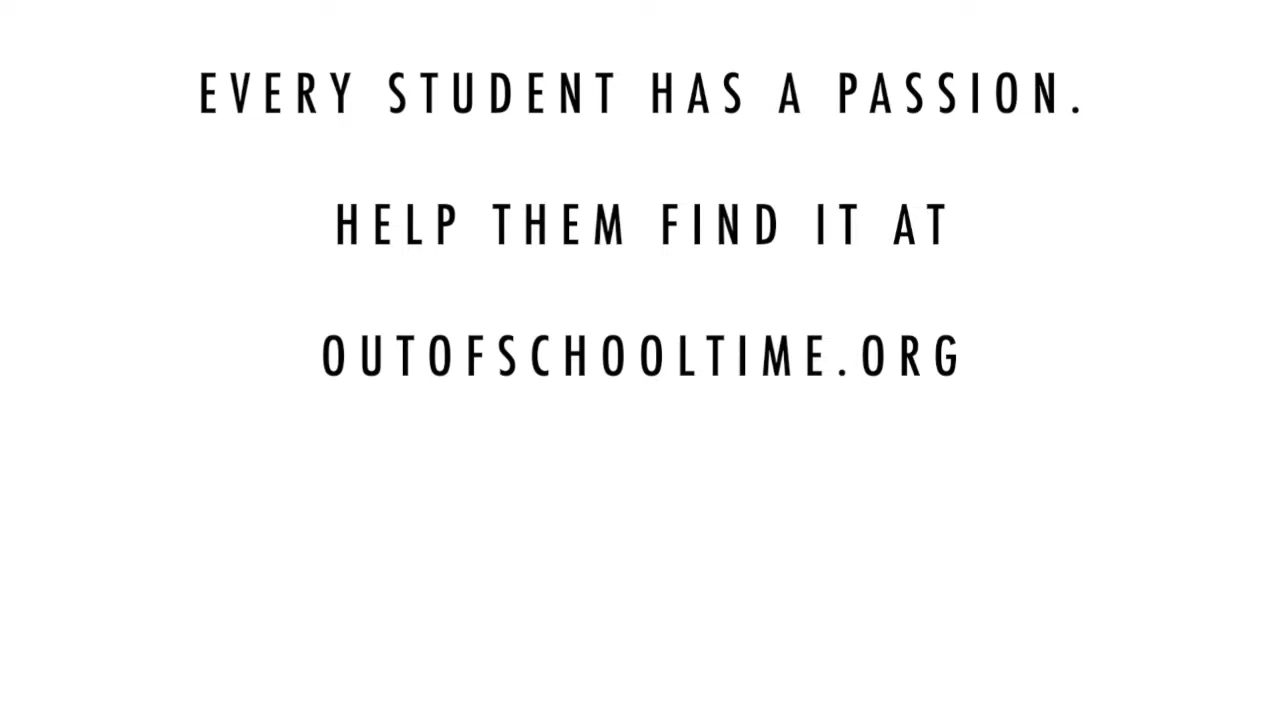 EVERY STUDENT HAS A PASSION.
HELP THEM FIND IT AT
OUTOFSCHOOLTIME.ORG